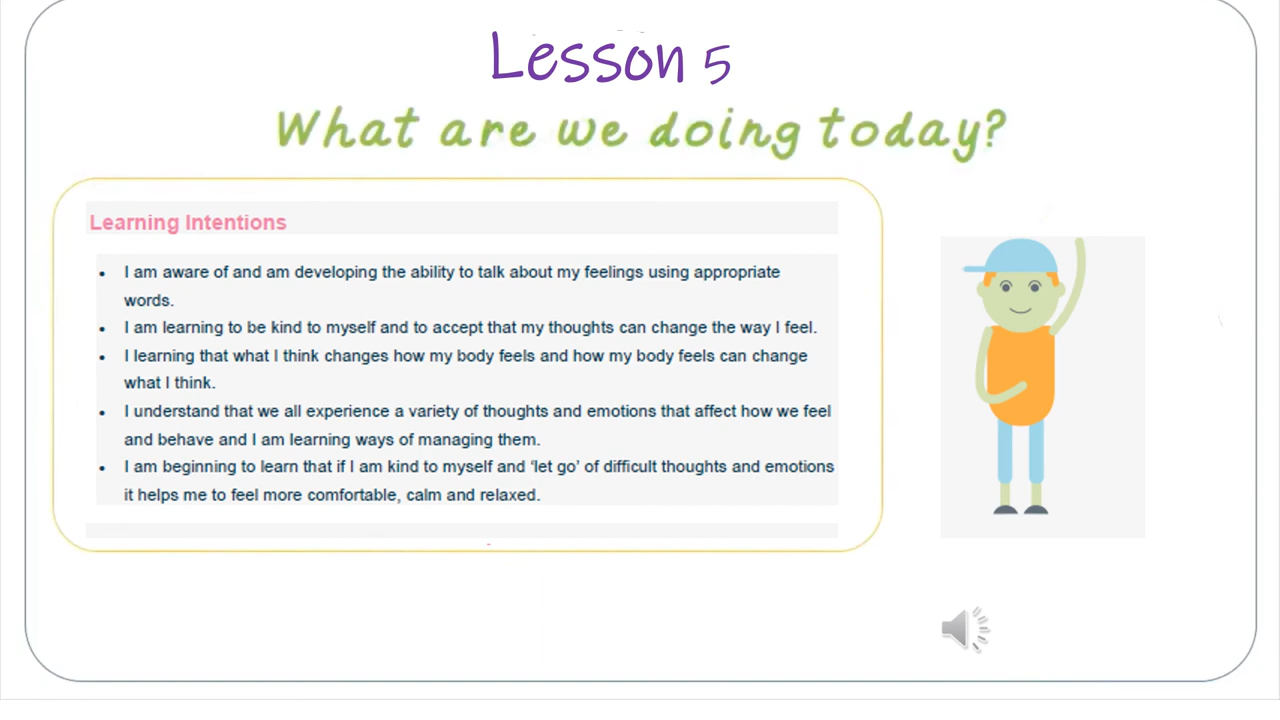 Lesson 5
What are we doing today?
Learning Intentions
• I am aware of and am developing the ability to talk about my feelings using appropriate
words.
• I am learning to be kind to myself and to accept that my thoughts can change the way I feel.
• I learning that what I think changes how my body feels and how my body feels can change
what I think.
• I understand that we all experience a variety of thoughts and emotions that affect how we feel
and behave and I am learning ways of managing them.
• I am beginning to learn that if I am kind to myself and ‘let go’ of difficult thoughts and emotions
it helps me to feel more comfortable, calm and relaxed.